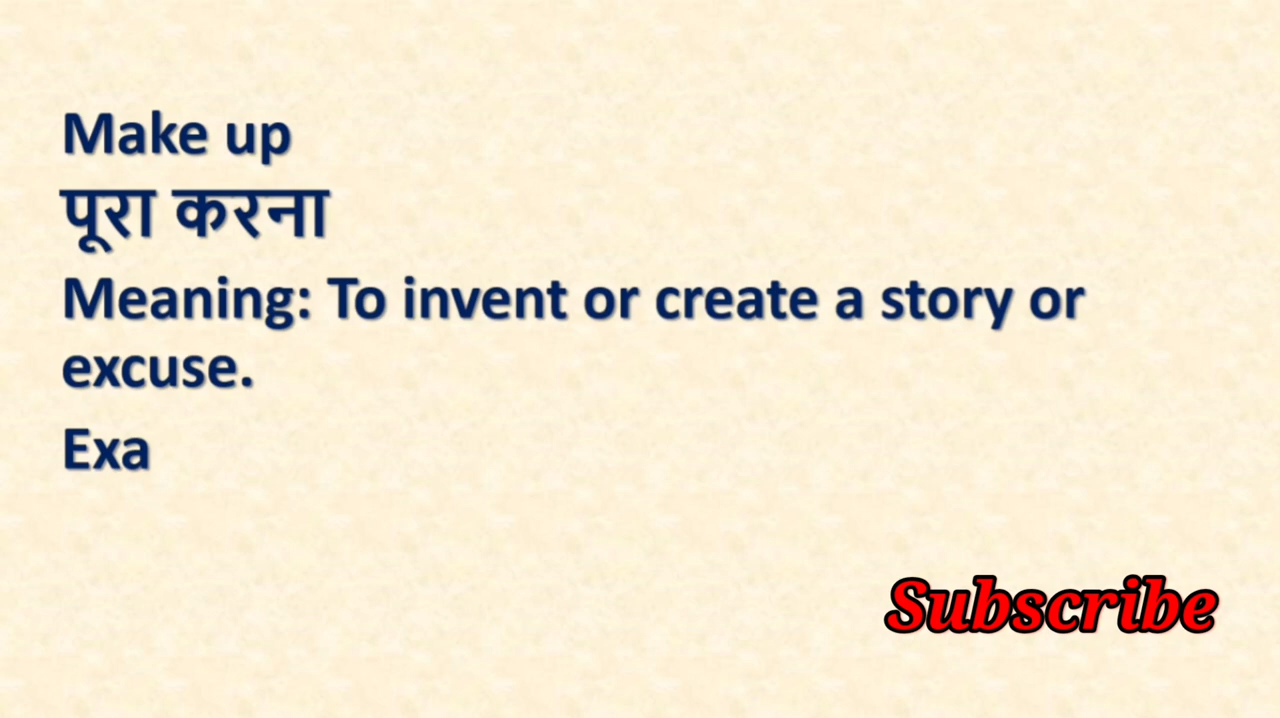 Make up
पूरा करना
Meaning: To invent or create a story or
excuse.
Exa
Subscribe